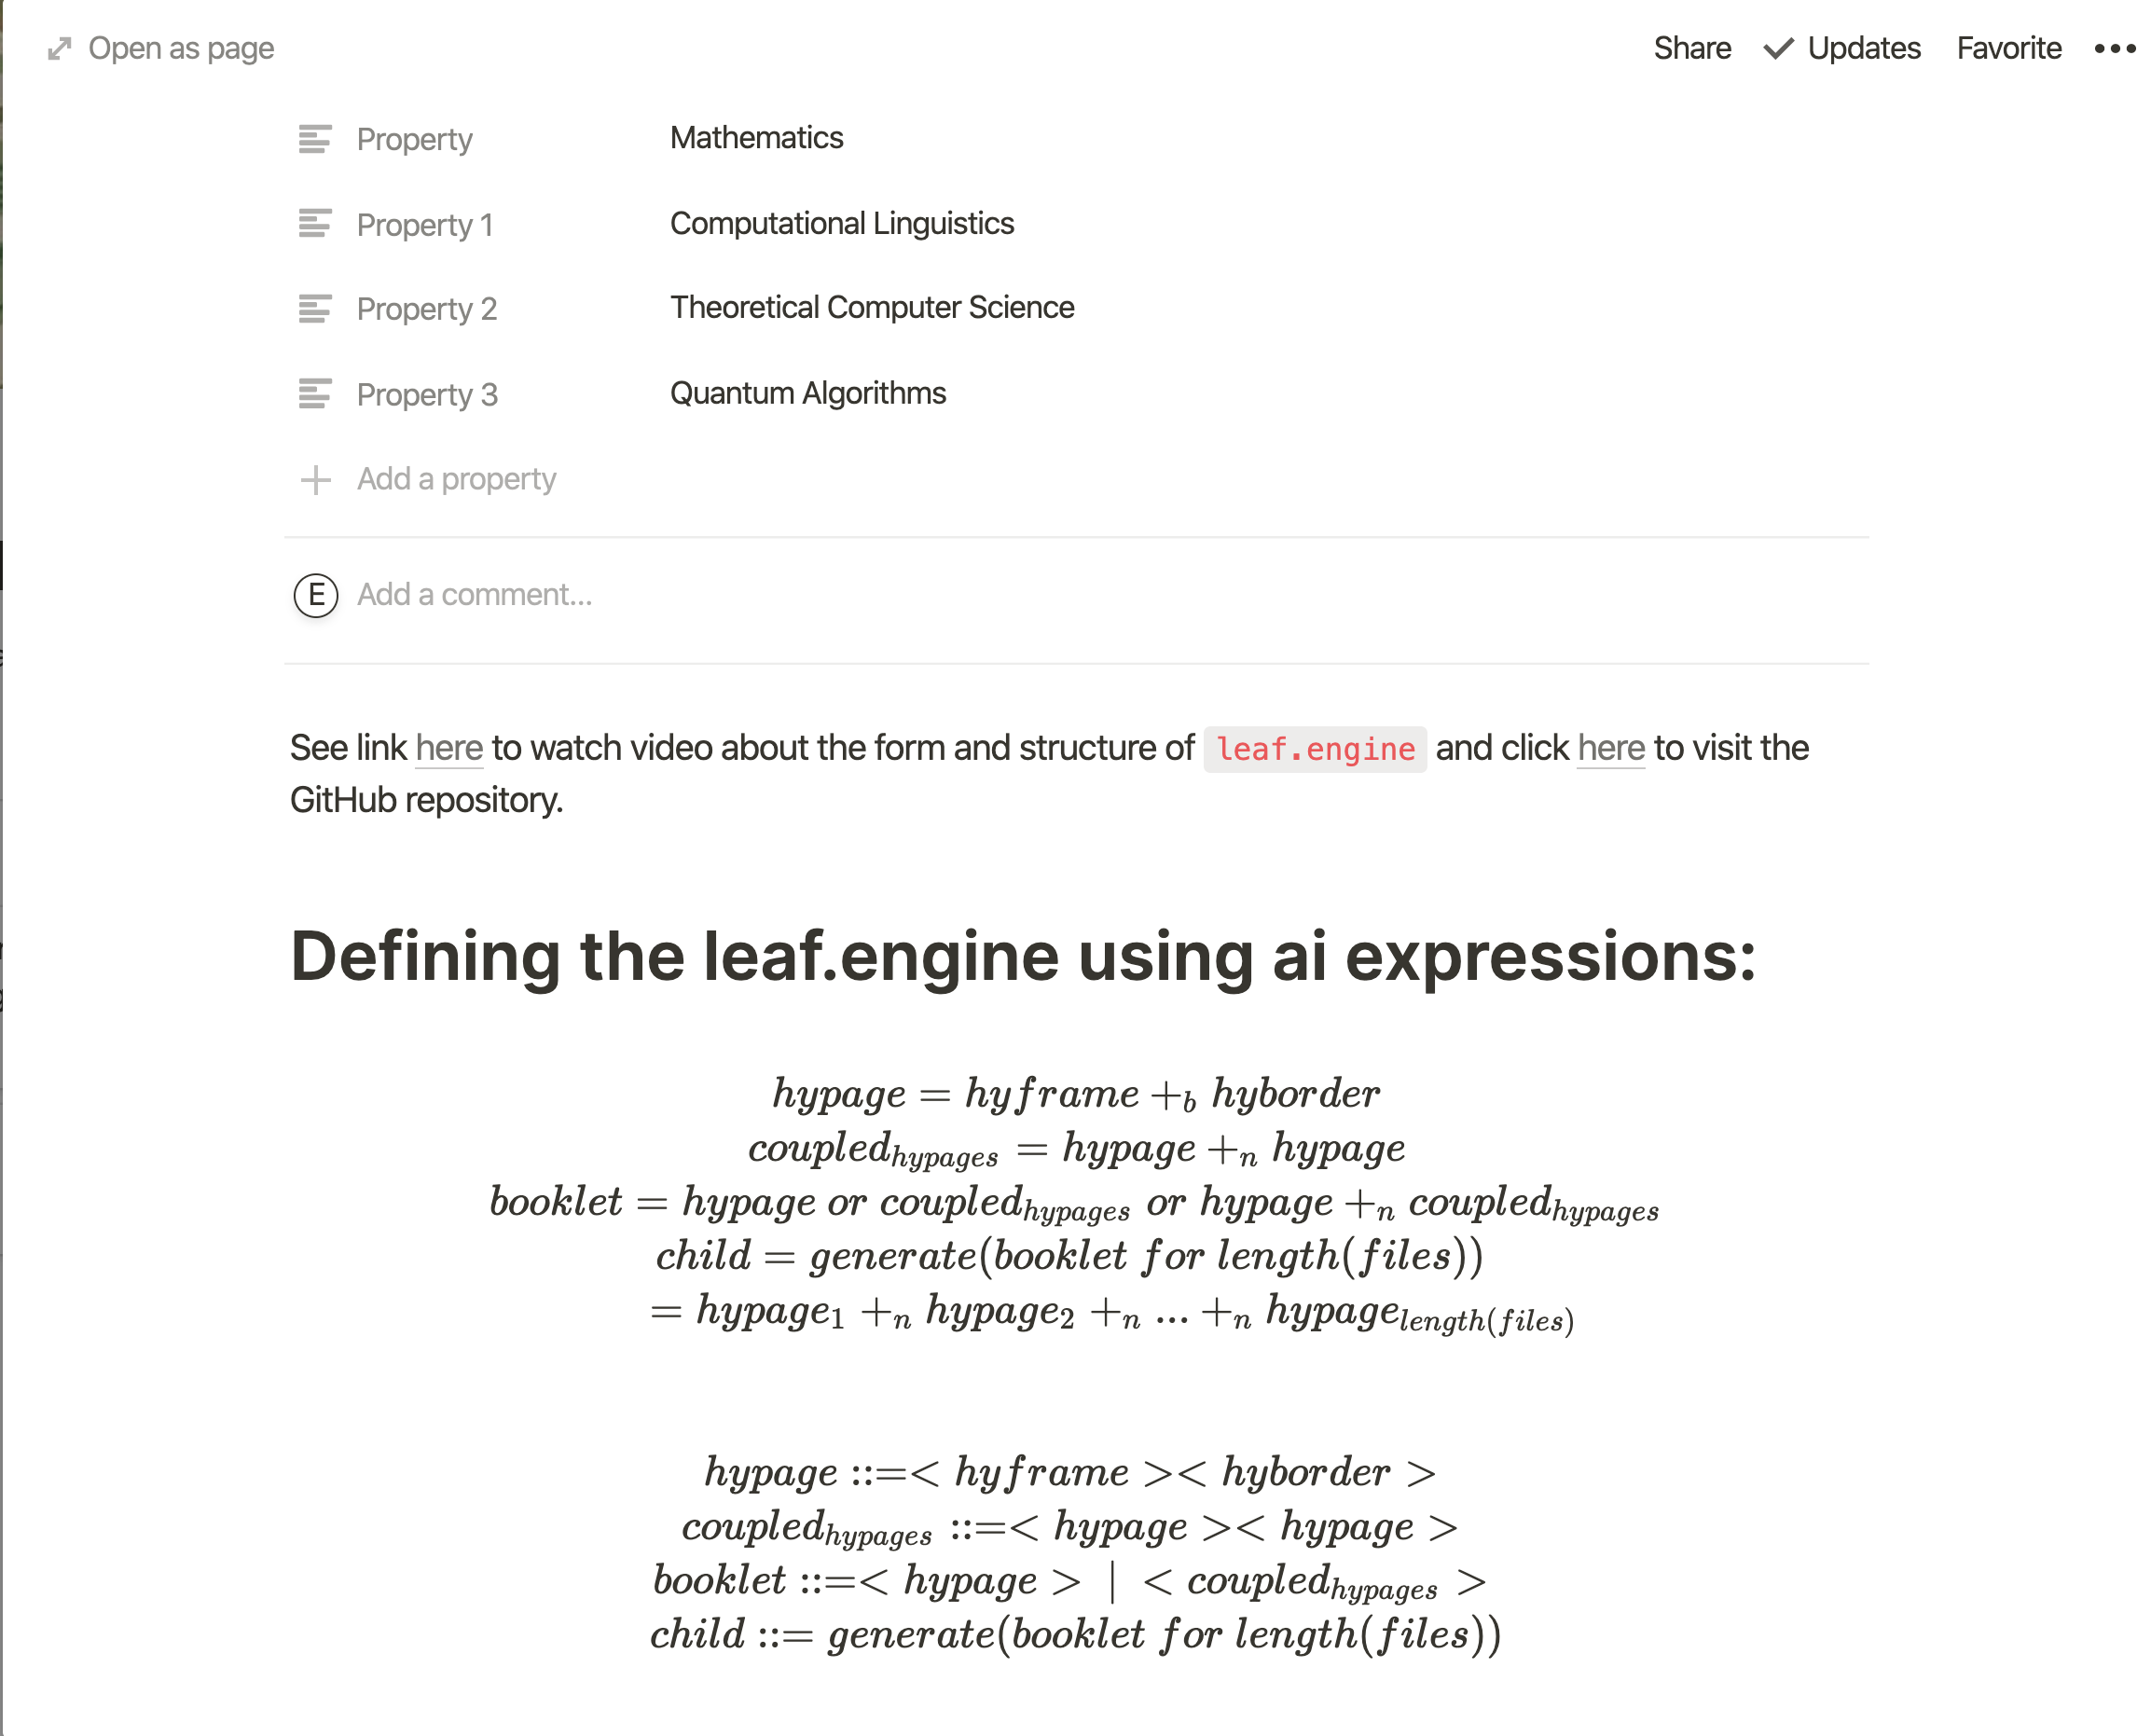 Open as page Share Updates Favorite •••
Property Mathematics
Property 1 Computational Linguistics
Property 2 Theoretical Computer Science
Property 3 Quantum Algorithms
Add a property
E Add a comment...
See link here to watch video about the form and structure of leaf.engine and click here to visit the
GitHub repository.
Defining the leaf.engine using ai expressions:
hypage = hyframe +_b hyborder
coupled_{hypages} = hypage +_n hypage
booklet = hypage or coupled_{hypages} or hypage +_n coupled_{hypages}
child = generate(booklet for length(files))
= hypage_1 +_n hypage_2 +_n ... +_n hypage_{length(files)}
hypage ::=< hyframe >< hyborder >
coupled_{hypages} ::=< hypage >< hypage >
booklet ::=< hypage > | < coupled_{hypages} >
child ::= generate(booklet for length(files))